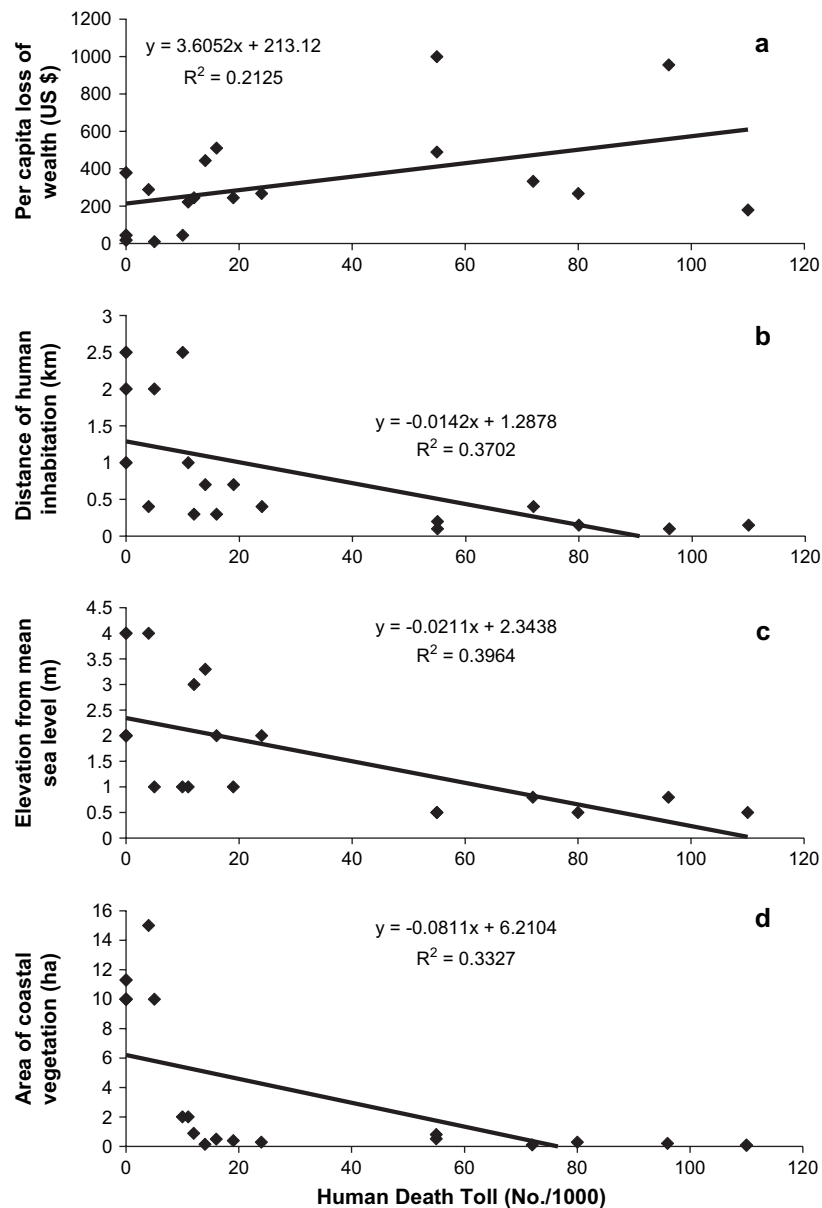 Per capita loss of
wealth (US $)
1200
1000
800
600
400
200
0
y = 3.6052x + 213.12
R² = 0.2125
a
0 20 40 60 80 100 120
Distance of human
inhabitation (km)
3
2.5
2
1.5
1
0.5
0
y = -0.0142x + 1.2878
R² = 0.3702
b
0 20 40 60 80 100 120
Elevation from mean
sea level (m)
4.5
4
3.5
3
2.5
2
1.5
1
0.5
0
y = -0.0211x + 2.3438
R² = 0.3964
c
0 20 40 60 80 100 120
Area of coastal
vegetation (ha)
16
14
12
10
8
6
4
2
0
y = -0.0811x + 6.2104
R² = 0.3327
d
0 20 40 60 80 100 120
Human Death Toll (No./1000)